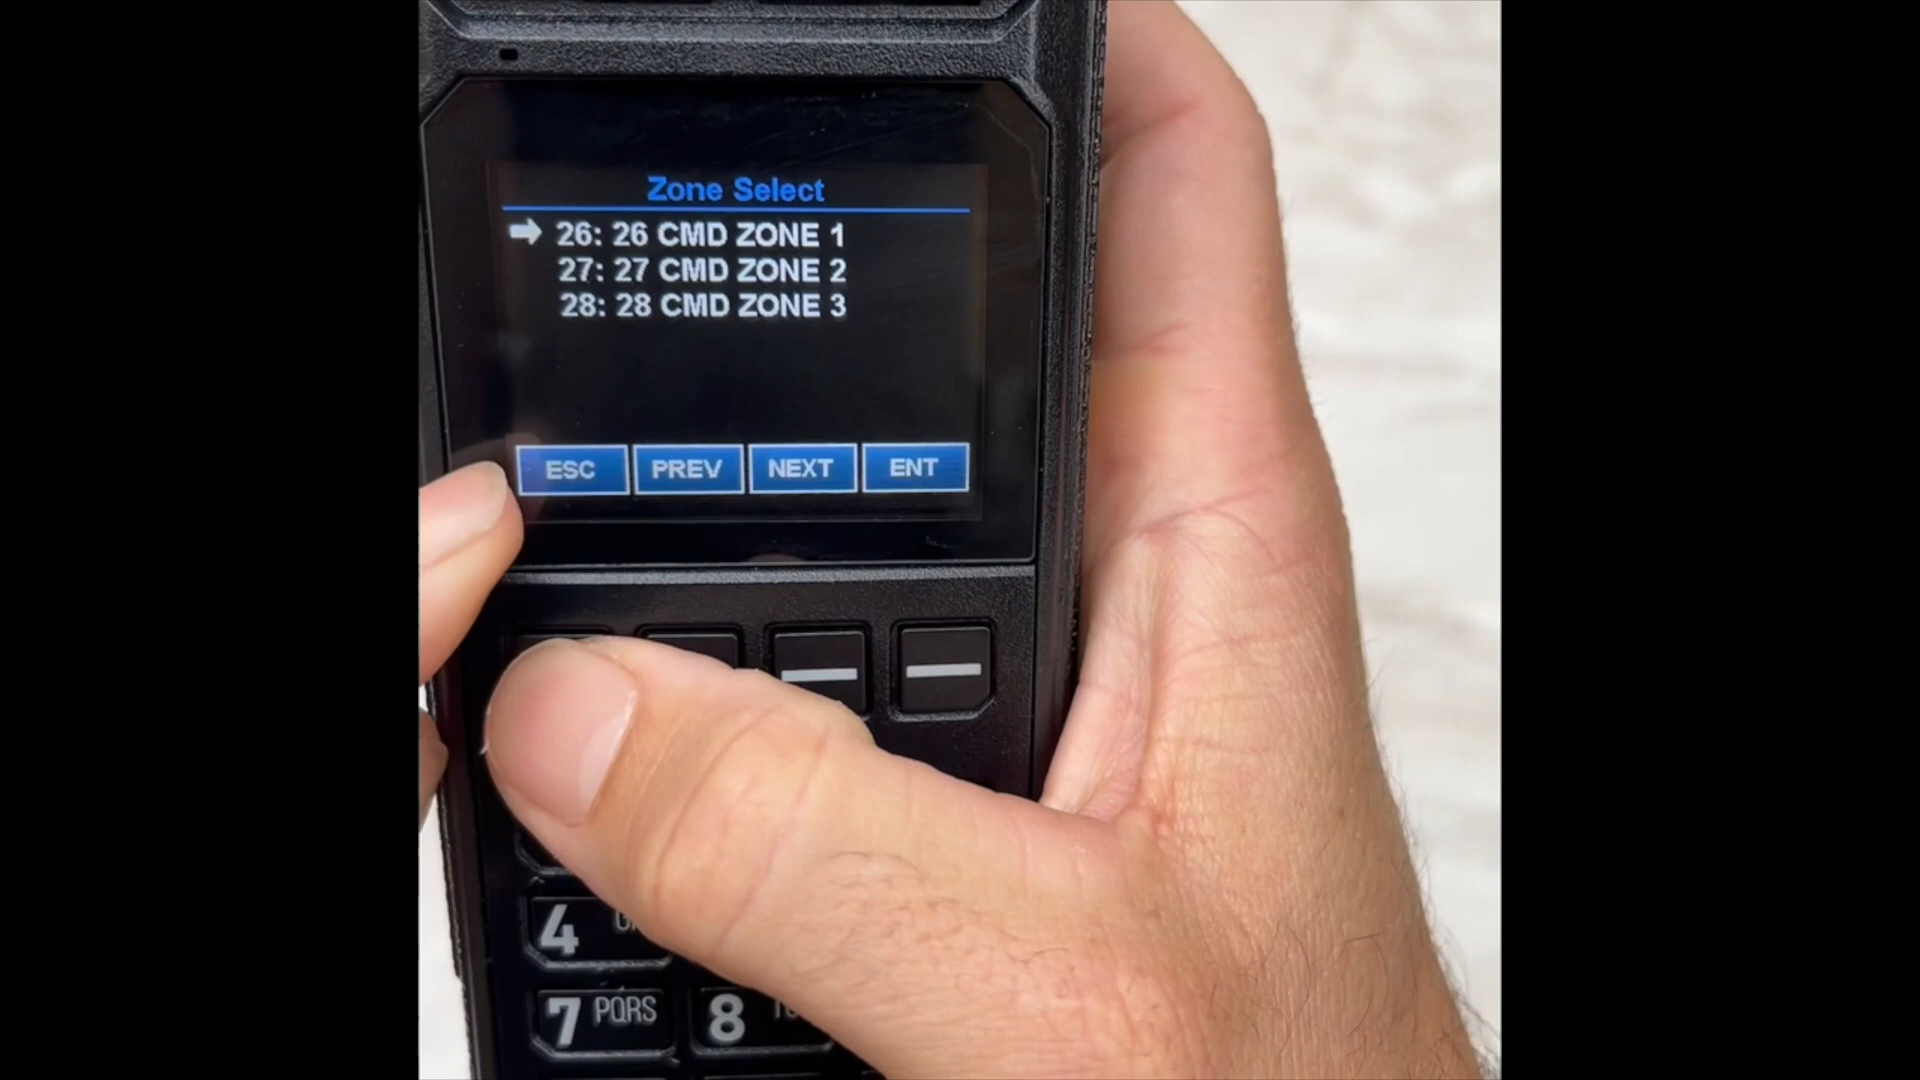 Zone Select
26: 26 CMD ZONE 1
27: 27 CMD ZONE 2
28: 28 CMD ZONE 3
ESC PREV NEXT ENT
4
7 PQRS 8